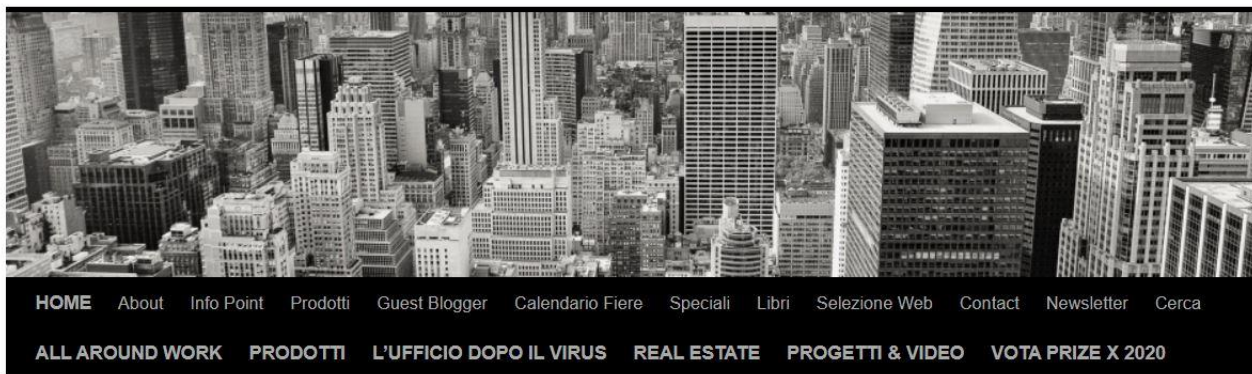 HOME About Info Point Prodotti Guest Blogger Calendario Fiere Speciali Libri Selezione Web Contact Newsletter Cerca
ALL AROUND WORK PRODOTTI L'UFFICIO DOPO IL VIRUS REAL ESTATE PROGETTI & VIDEO VOTA PRIZE X 2020